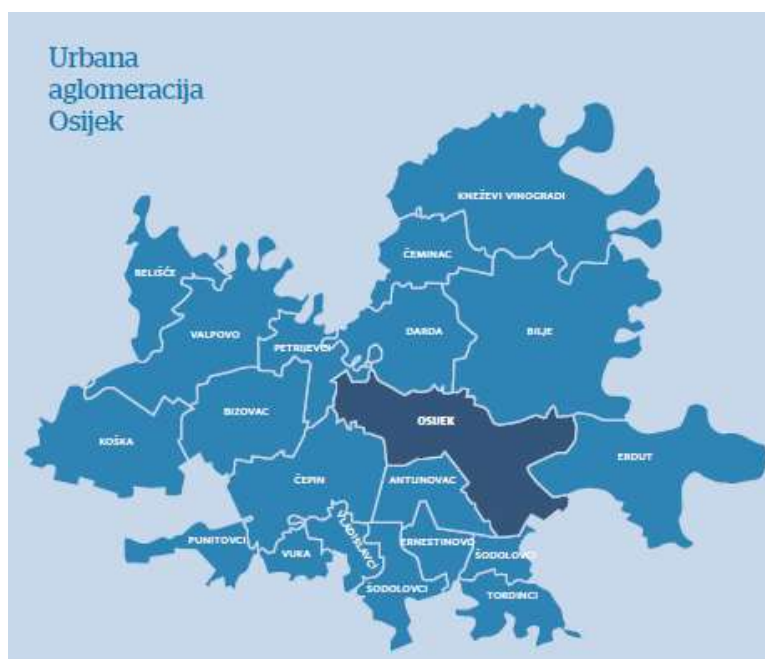 Urbana
aglomeracija
Osijek
KNEŽEVI VINOGRADI
ČEMINAC
BELIŠĆE
VALPOVO
PETRIJEVCI
DARDA
BILJE
BIZOVAC
OSIJEK
KOŠKA
ERDUT
ČEPIN
ANTUNOVAC
VLADISLAVCI
PUNITOVCI
VUKA
ERNESTINOVO
ŠODOLOVCI
ŠODOLOVCI
TORDINCI